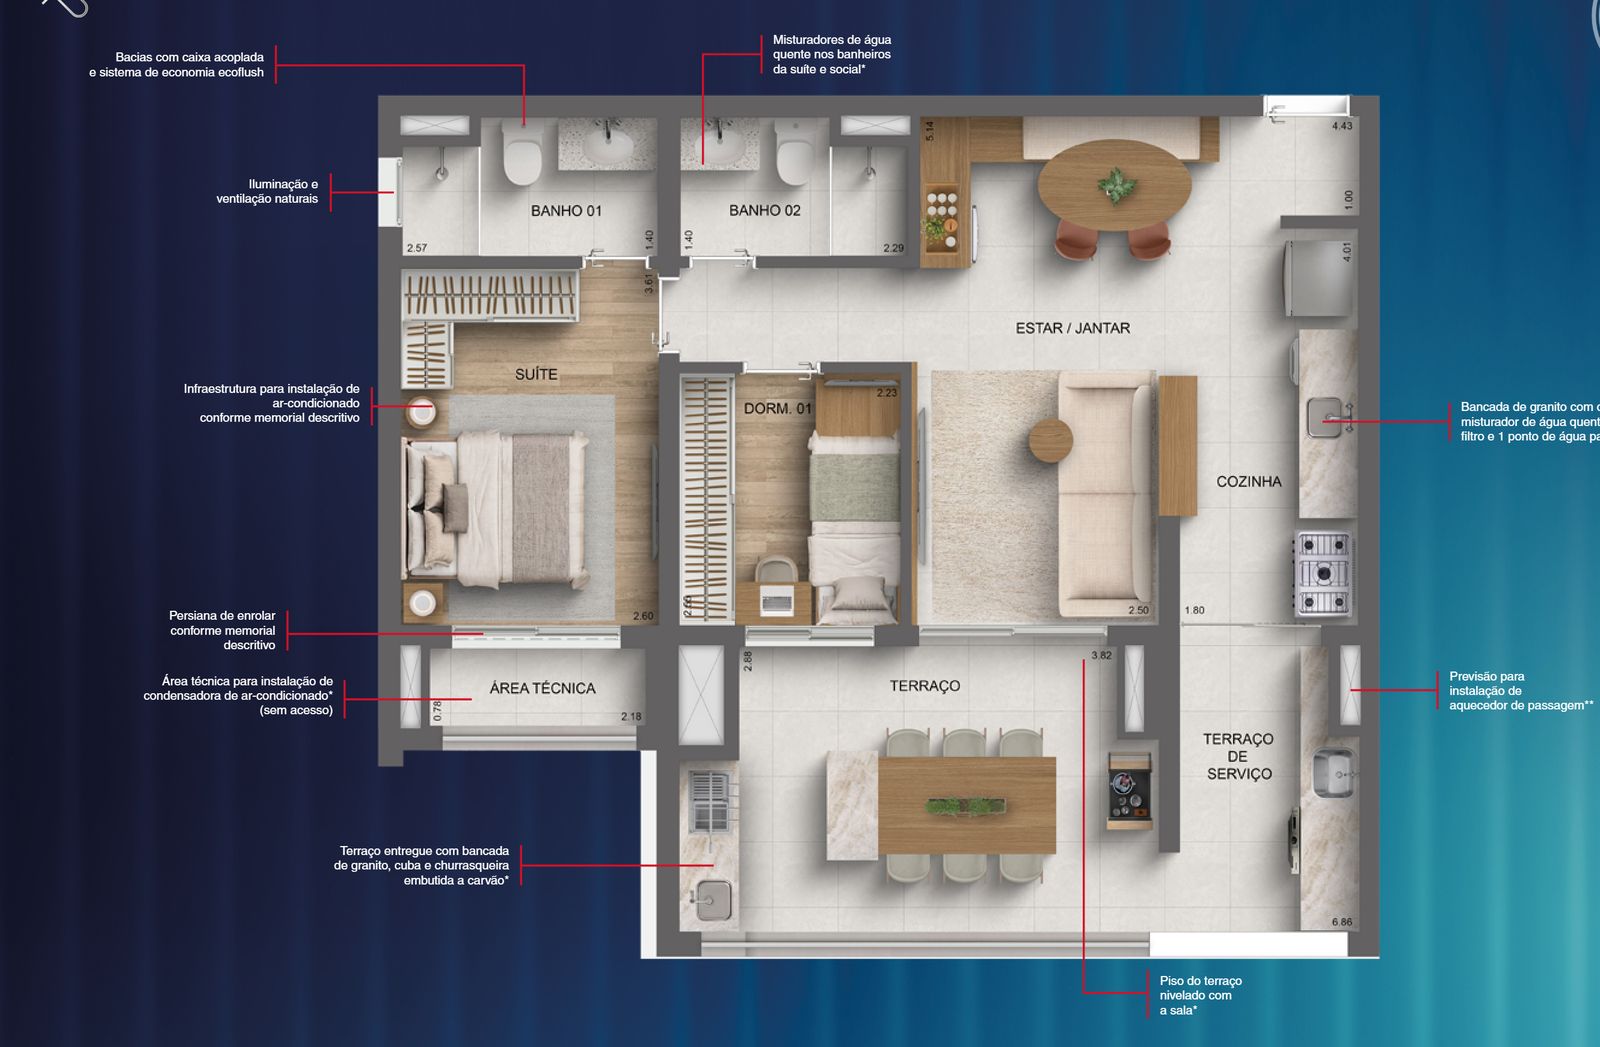 Bacias com caixa acoplada
e sistema de economia ecoflush
Misturadores de água
quente nos banheiros
da suíte e social*
Iluminação e
ventilação naturais
BANHO 01
2.57
1.40
BANHO 02
1.40
2.29
5.14
4.43
1.00
4.01
3.61
ESTAR / JANTAR
SUÍTE
Infraestrutura para instalação de
ar-condicionado
conforme memorial descritivo
DORM. 01
2.23
Bancada de granito com
misturador de água
filtro e 1 ponto de água
COZINHA
2.60
2.50
1.80
Persiana de enrolar
conforme memorial
descritivo
Área técnica para instalação de
condensadora de ar-condicionado*
(sem acesso)
ÁREA TÉCNICA
0.78
2.18
2.88
3.82
TERRAÇO
Previsão para
instalação de
aquecedor de passagem**
TERRAÇO
DE
SERVIÇO
Terraço entregue com bancada
de granito, cuba e churrasqueira
embutida a carvão*
6.86
Piso do terraço
nivelado com
a sala*